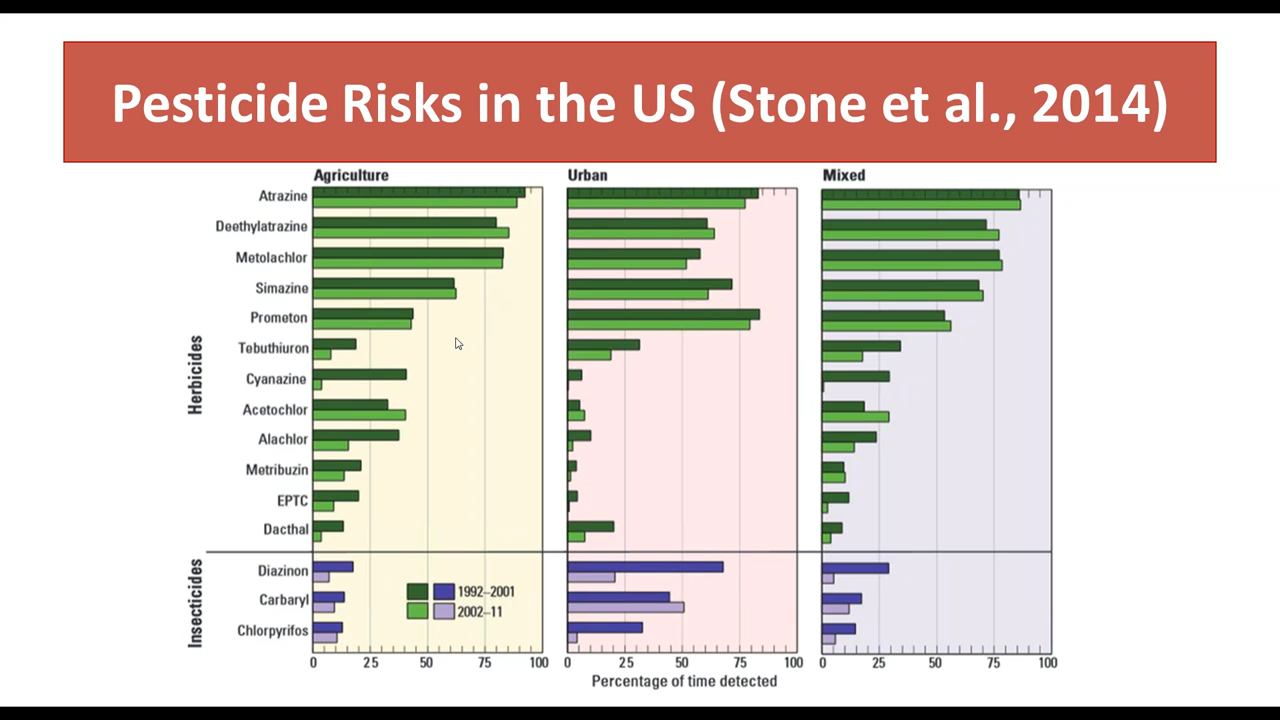 Pesticide Risks in the US (Stone et al., 2014)
Agriculture
Urban
Mixed
Herbicides
Atrazine
Deethylatrazine
Metolachlor
Simazine
Prometon
Tebuthiuron
Cyanazine
Acetochlor
Alachlor
Metribuzin
EPTC
Dacthal
Insecticides
Diazinon
Carbaryl
Chlorpyrifos
1992–2001
2002–11
0 25 50 75 100
0 25 50 75 100
0 25 50 75 100
Percentage of time detected